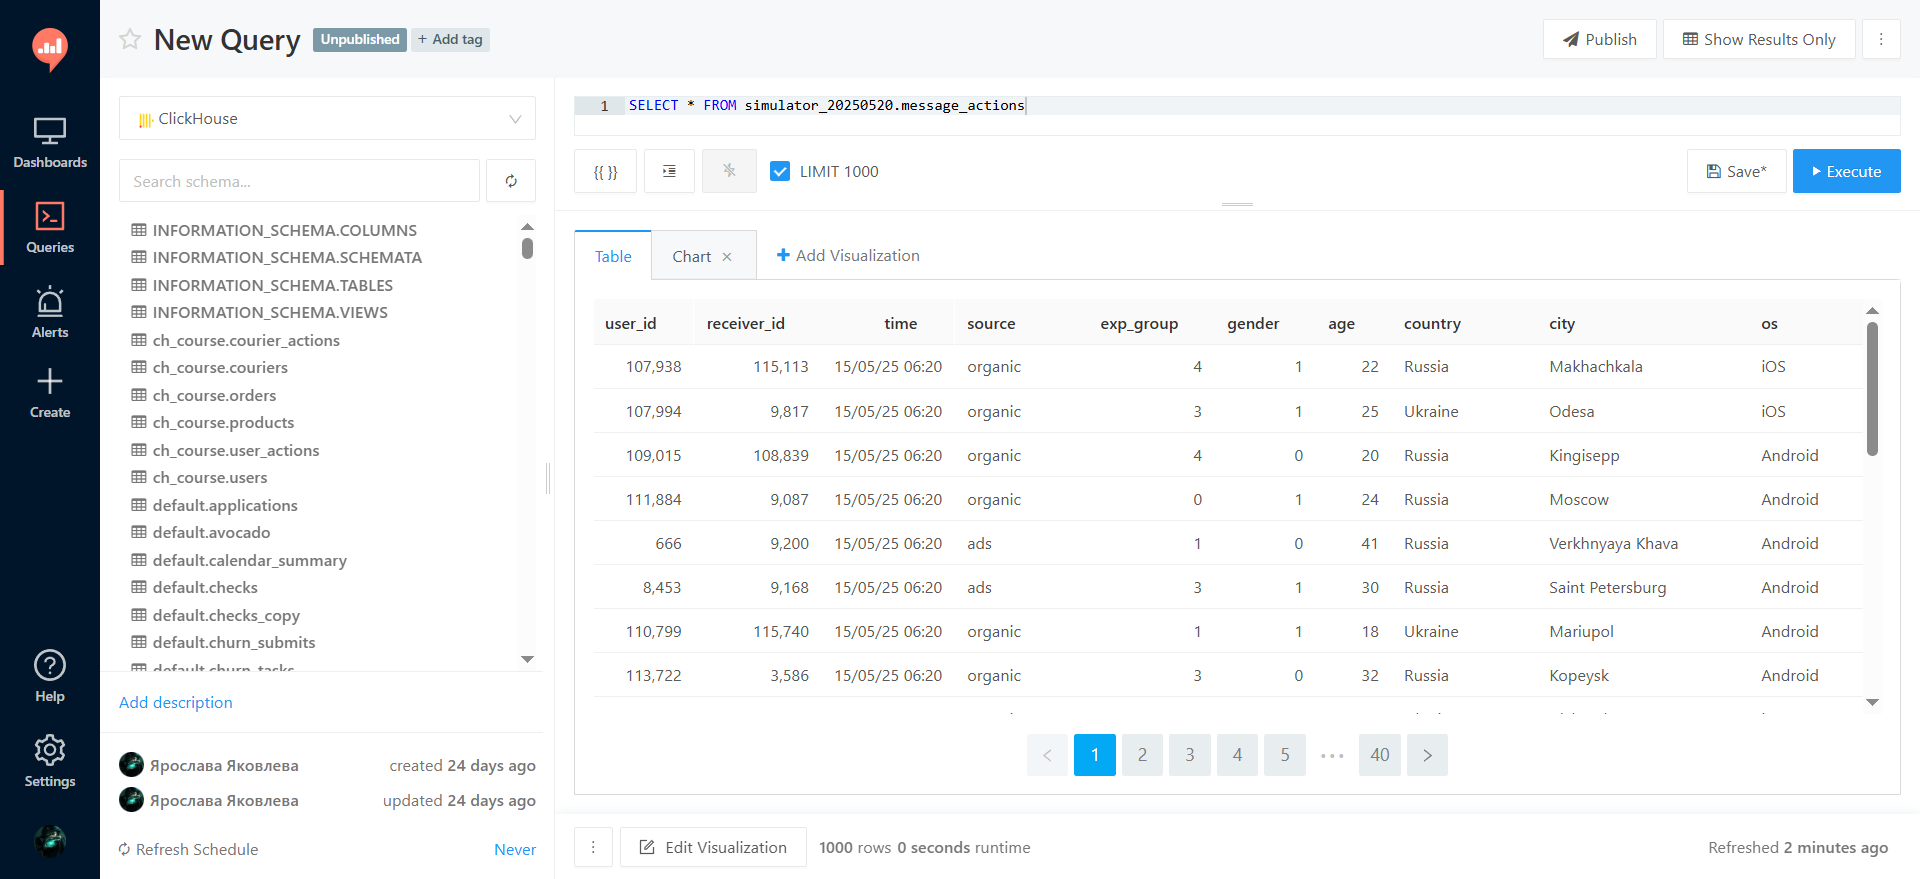 New Query Unpublished + Add tag
Publish Show Results Only
Dashboards
Queries
Alerts
Create
Help
Settings
ClickHouse
Search schema...
INFORMATION_SCHEMA.COLUMNS
INFORMATION_SCHEMA.SCHEMATA
INFORMATION_SCHEMA.TABLES
INFORMATION_SCHEMA.VIEWS
ch_course.courier_actions
ch_course.couriers
ch_course.orders
ch_course.products
ch_course.user_actions
ch_course.users
default.applications
default.avocado
default.calendar_summary
default.checks
default.checks_copy
default.churn_submits
default.churn_tasks
Add description
Ярослава Яковлева created 24 days ago
Ярослава Яковлева updated 24 days ago
Refresh Schedule Never
1 SELECT * FROM simulator_20250520.message_actions
{{ }} LIMIT 1000 Save* Execute
Table Chart × + Add Visualization
user_id receiver_id time source exp_group gender age country city os
107,938 115,113 15/05/25 06:20 organic 4 1 22 Russia Makhachkala iOS
107,994 9,817 15/05/25 06:20 organic 3 1 25 Ukraine Odesa iOS
109,015 108,839 15/05/25 06:20 organic 4 0 20 Russia Kingisepp Android
111,884 9,087 15/05/25 06:20 organic 0 1 24 Russia Moscow Android
666 9,200 15/05/25 06:20 ads 1 0 41 Russia Verkhnyaya Khava Android
8,453 9,168 15/05/25 06:20 ads 3 1 30 Russia Saint Petersburg Android
110,799 115,740 15/05/25 06:20 organic 1 1 18 Ukraine Mariupol Android
113,722 3,586 15/05/25 06:20 organic 3 0 32 Russia Kopeysk Android
< 1 2 3 4 5 ••• 40 >
Edit Visualization 1000 rows 0 seconds runtime Refreshed 2 minutes ago